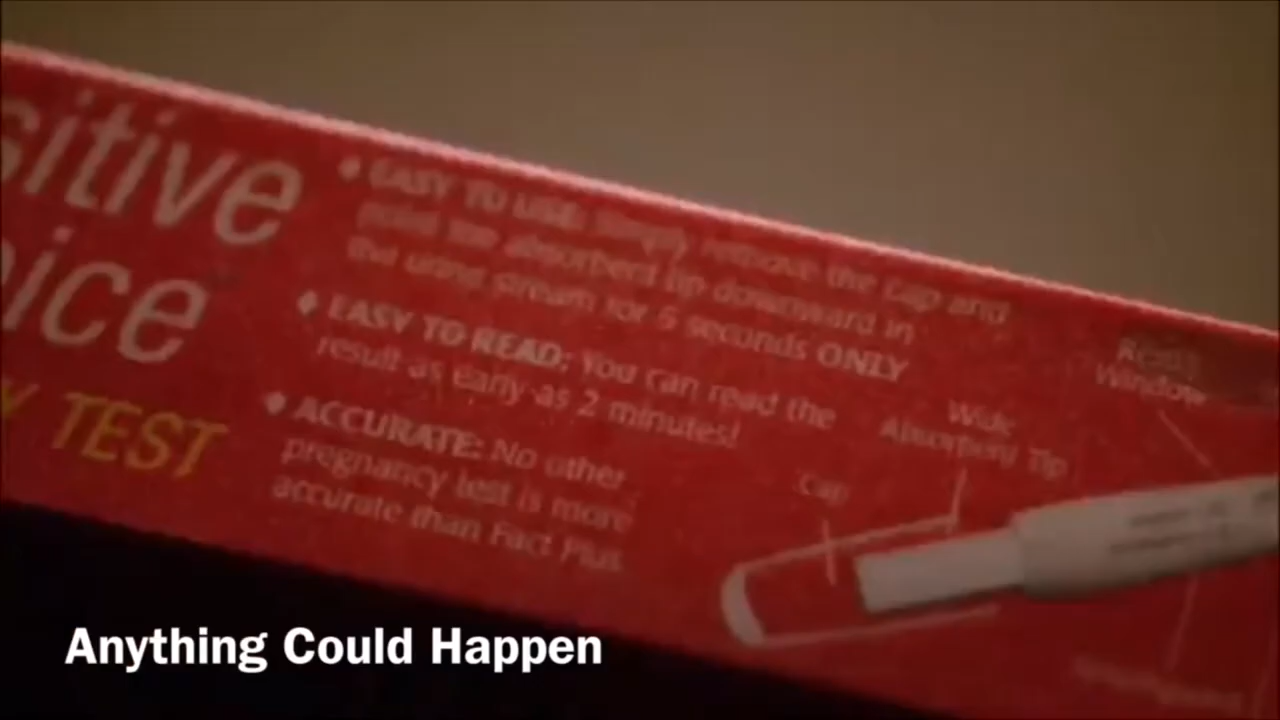 sitive
oice
Y TEST
♦ EASY TO USE: Simply remove the cap and
point the absorbent tip downward in
the urine stream for 5 seconds ONLY
♦ EASY TO READ: You can read the
result as early as 2 minutes!
♦ ACCURATE: No other
pregnancy test is more
accurate than Fact Plus
Cap
Wide
Absorbent Tip
Result
Window
Anything Could Happen